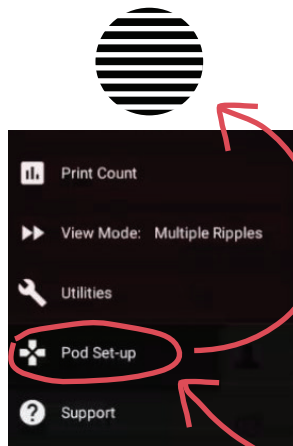 Print Count
View Mode: Multiple Ripples
Utilities
Pod Set-up
Support